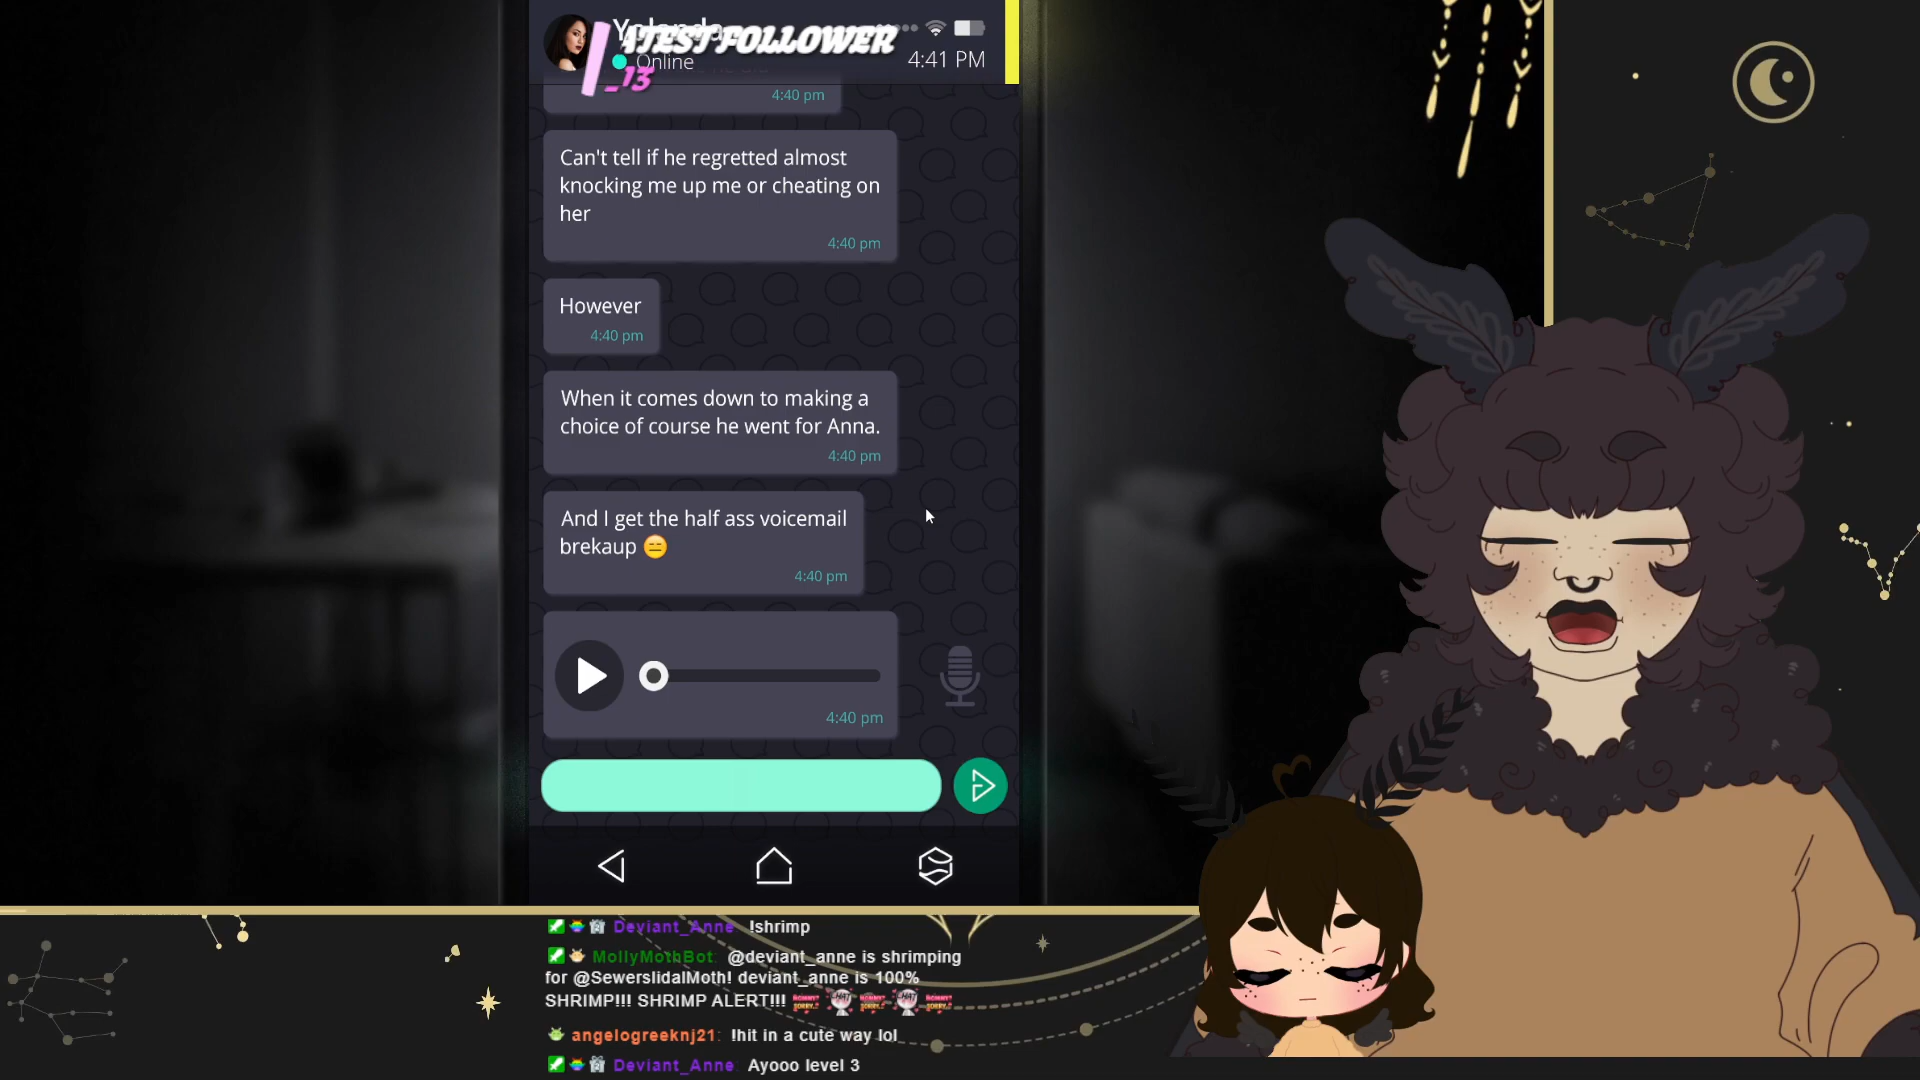 LATEST FOLLOWER
_13
Online
4:41 PM
4:40 pm
Can't tell if he regretted almost
knocking me up me or cheating on
her
4:40 pm
However
4:40 pm
When it comes down to making a
choice of course he went for Anna.
4:40 pm
And I get the half ass voicemail
brekaup 😑
4:40 pm
4:40 pm
Deviant_Anne: !shrimp
MollyMothBot: @deviant_anne is shrimping
for @SewerslidalMoth! deviant_anne is 100%
SHRIMP!!! SHRIMP ALERT!!!
angelogreeknj21: !hit in a cute way lol
Deviant_Anne: Ayooo level 3